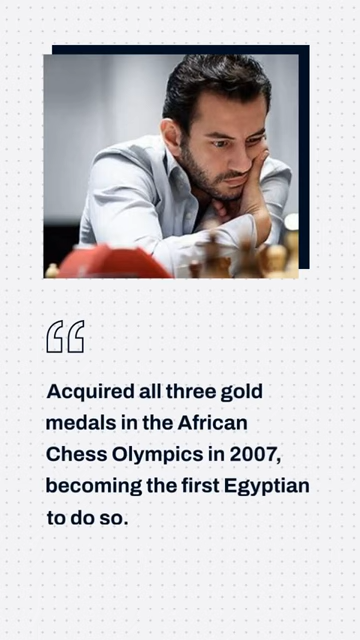 Acquired all three gold
medals in the African
Chess Olympics in 2007,
becoming the first Egyptian
to do so.